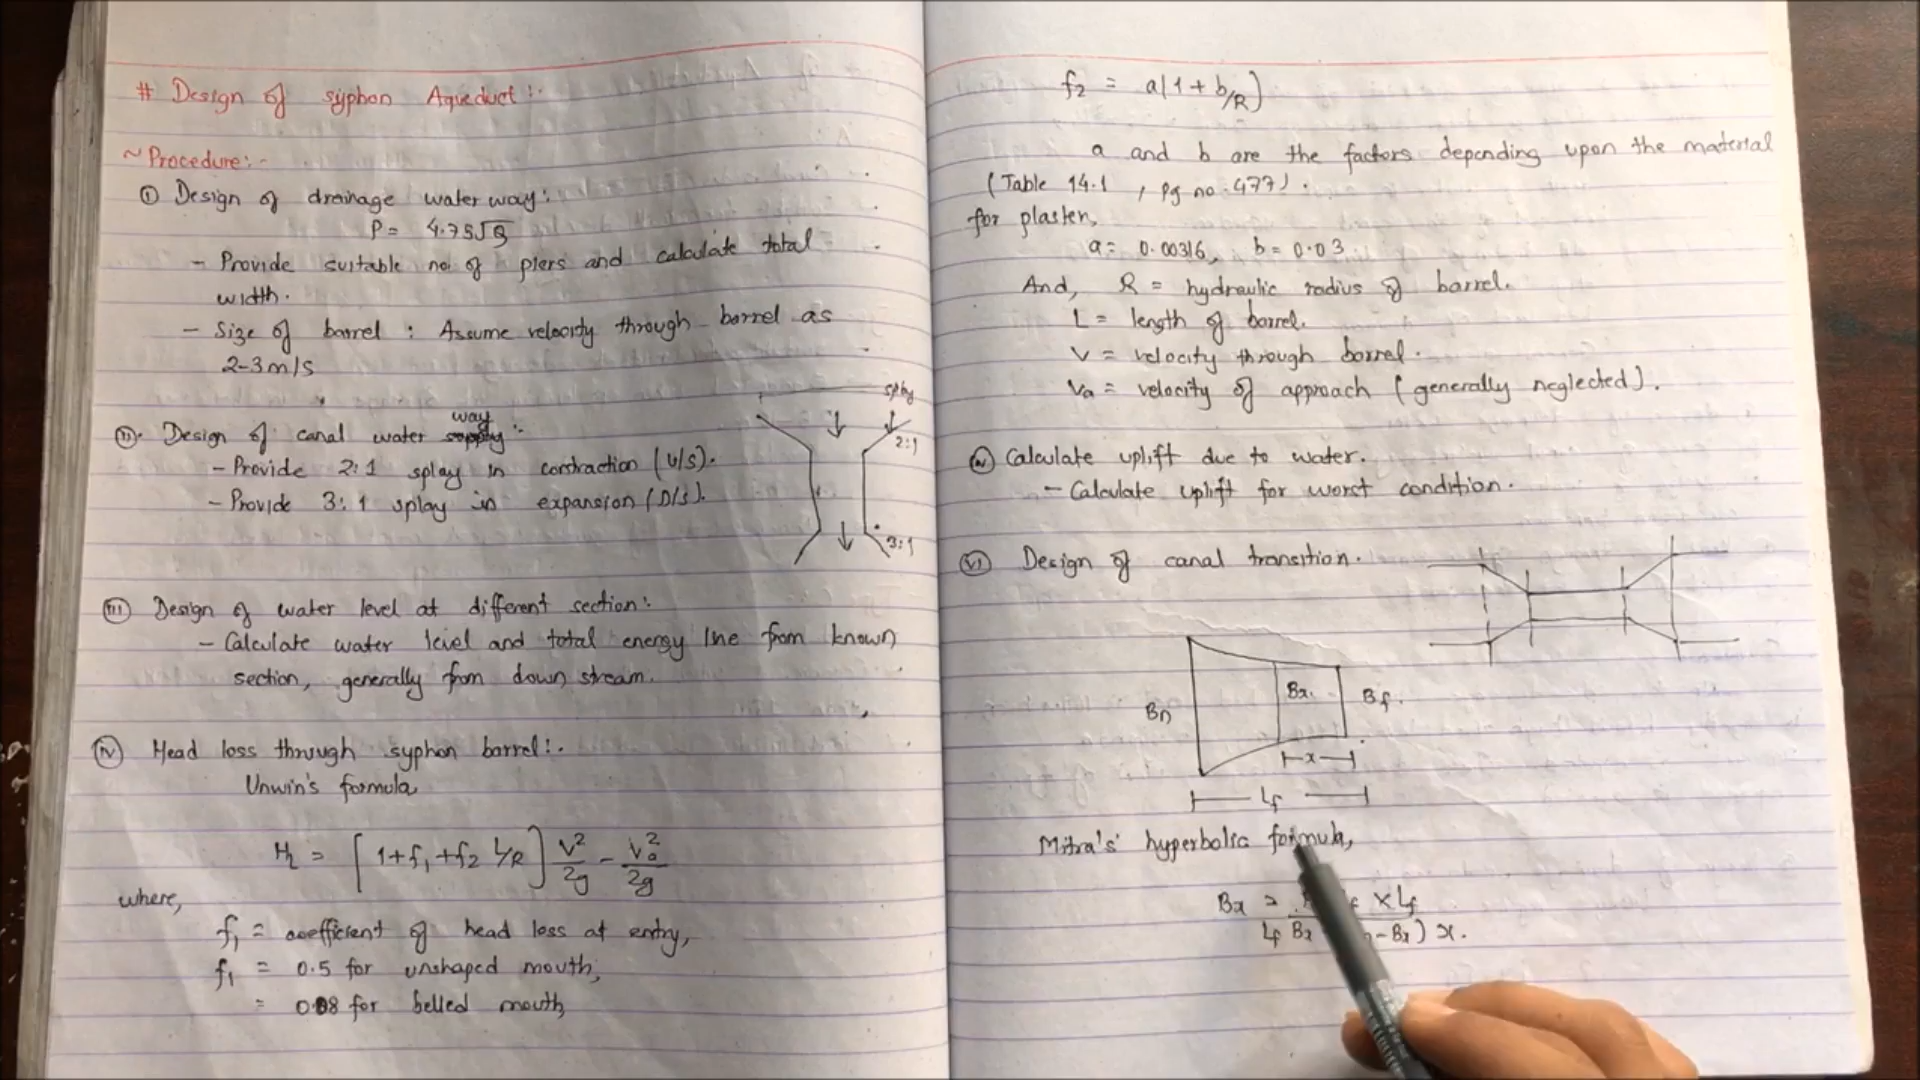 # Design of syphon Aqueduct:-
~ Procedure:-
① Design of drainage water way:
P = 4.75√Q
- Provide suitable no. of piers and calculate total
width.
- Size of barrel : Assume velocity through barrel as
2-3 m/s
(ii) Design of canal water way:
- Provide 2:1 splay in contraction (U/S).
- Provide 3:1 splay in expansion (D/S).
splay
2:1
3:1
(iii) Design of water level at different section:
- Calculate water level and total energy line from known
section, generally from down stream.
(iv) Head loss through syphon barrel:-
Unwin's formula
H_L = [1+f₁+f₂ L/R] V²/2g - Va²/2g
where,
f₁ = coefficient of head loss at entry,
f₁ = 0.5 for unshaped mouth,
= 0.08 for belled mouth,
f₂ = a(1 + b/R)
a and b are the factors depending upon the material
(Table 14.1, pg no. 477).
for plaster,
a = 0.00316, b = 0.03
And, R = hydraulic radius of barrel.
L = length of barrel.
V = velocity through barrel.
Va = velocity of approach (generally neglected).
Calculate uplift due to water.
- Calculate uplift for worst condition.
(vi) Design of canal transition.
Bn
Bx
Bf.
x
Lf
Mitra's hyperbolic formula,
Bx = × Lf
Lf -Bx) x.